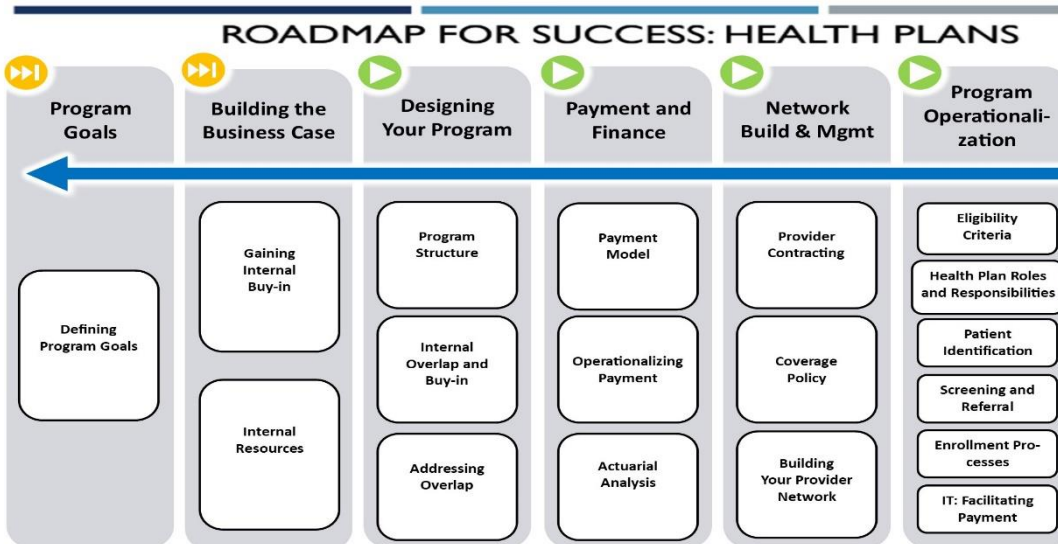 ROADMAP FOR SUCCESS: HEALTH PLANS
Program
Goals
Defining
Program Goals
Building the
Business Case
Gaining
Internal
Buy-in
Internal
Resources
Designing
Your Program
Program
Structure
Internal
Overlap and
Buy-in
Addressing
Overlap
Payment and
Finance
Payment
Model
Operationalizing
Payment
Actuarial
Analysis
Network
Build & Mgmt
Provider
Contracting
Coverage
Policy
Building
Your Provider
Network
Program
Operationali-
zation
Eligibility
Criteria
Health Plan Roles
and Responsibilities
Patient
Identification
Screening and
Referral
Enrollment Pro-
cesses
IT: Facilitating
Payment